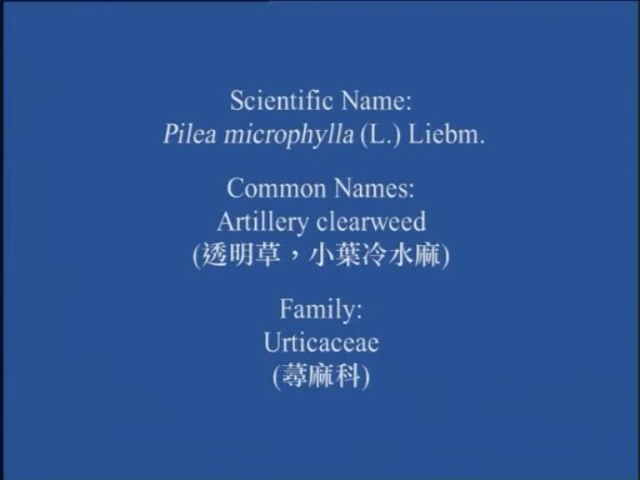 Scientific Name:
Pilea microphylla (L.) Liebm.
Common Names:
Artillery clearweed
(透明草，小葉冷水麻)
Family:
Urticaceae
(蕁麻科)